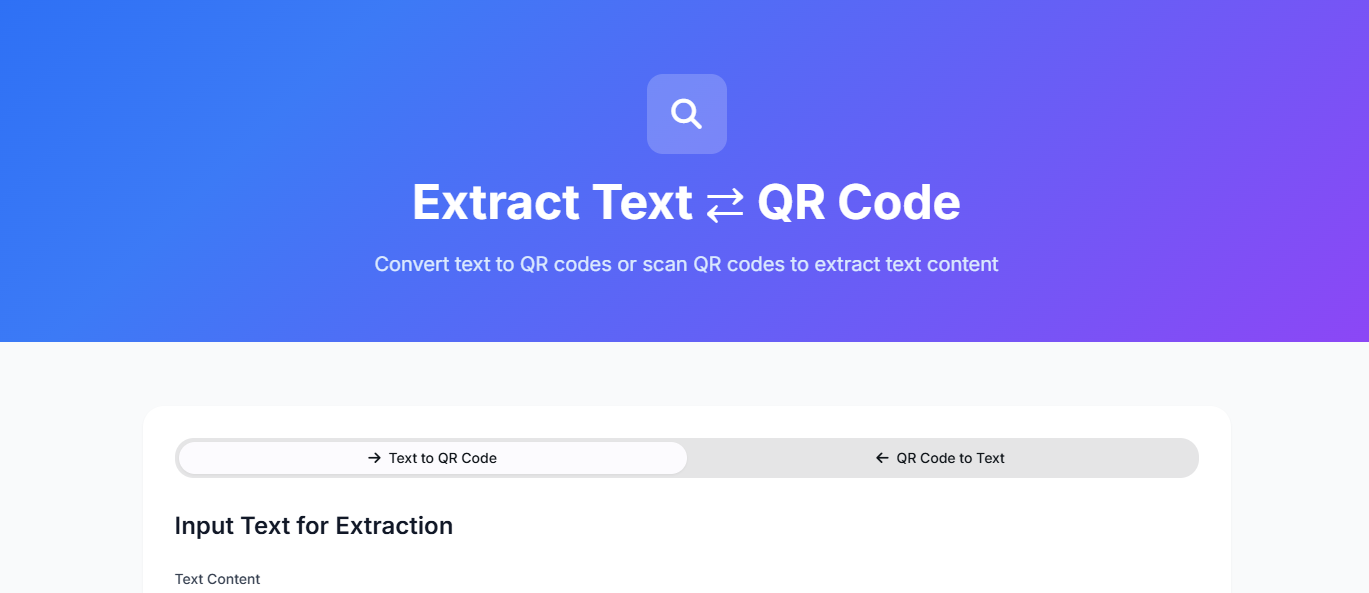 Extract Text ⇄ QR Code
Convert text to QR codes or scan QR codes to extract text content
→ Text to QR Code
← QR Code to Text
Input Text for Extraction
Text Content